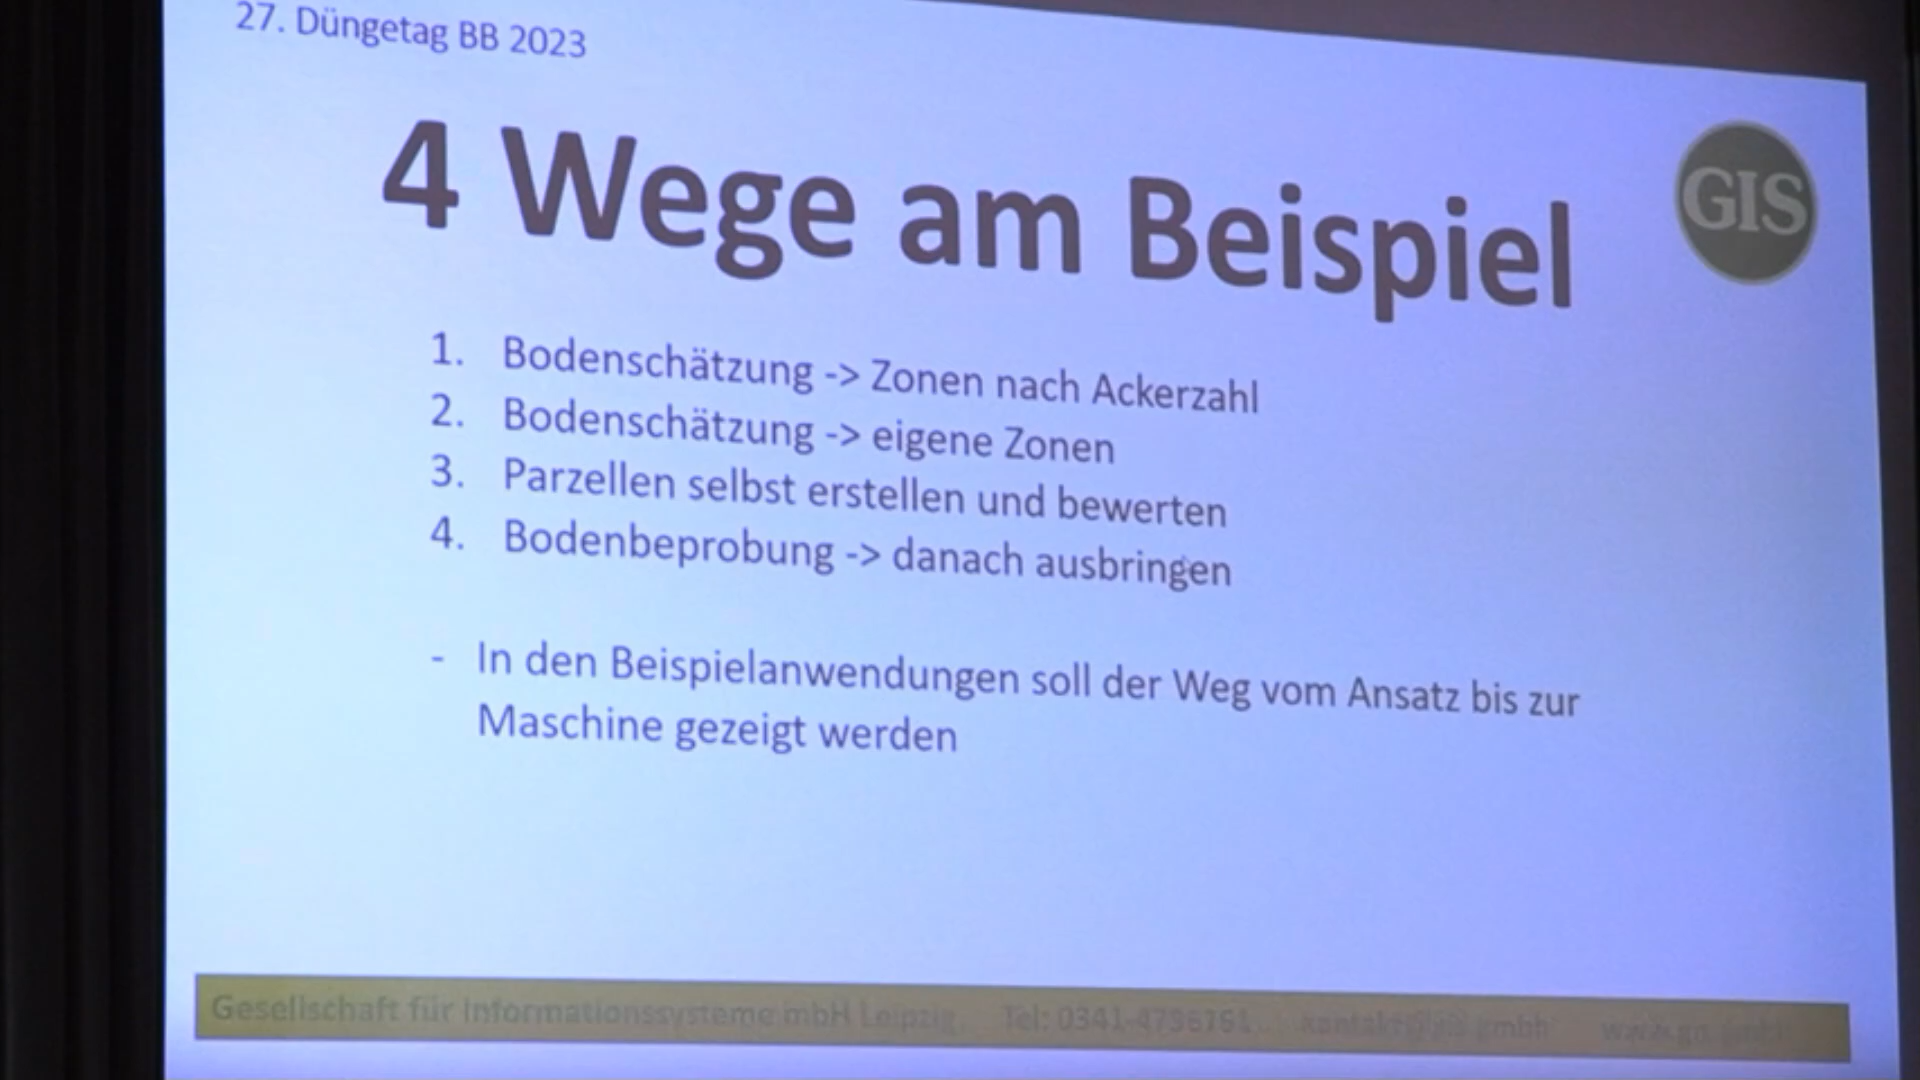 27. Düngetag BB 2023
4 Wege am Beispiel
GIS
1. Bodenschätzung -> Zonen nach Ackerzahl
2. Bodenschätzung -> eigene Zonen
3. Parzellen selbst erstellen und bewerten
4. Bodenbeprobung -> danach ausbringen
- In den Beispielanwendungen soll der Weg vom Ansatz bis zur
Maschine gezeigt werden
Gesellschaft für Informationssysteme mbH Leipzig Tel: